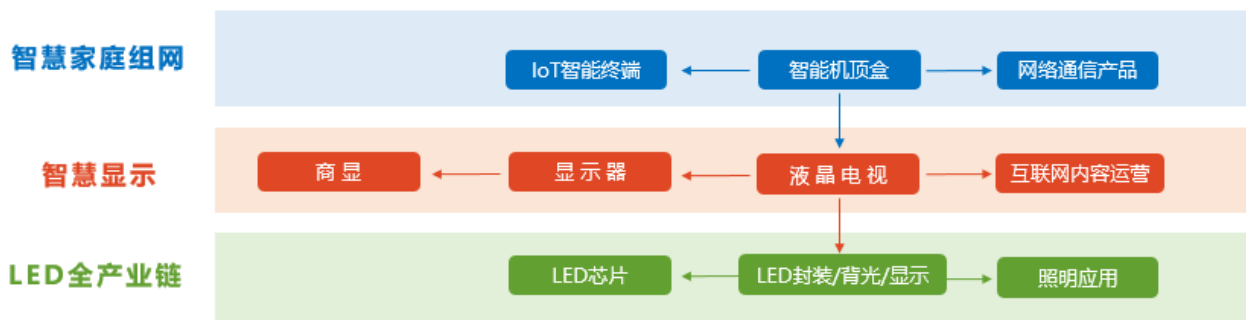 智慧家庭组网
IoT智能终端
智能机顶盒
网络通信产品
智慧显示
商显
显示器
液晶电视
互联网内容运营
LED全产业链
LED芯片
LED封装/背光/显示
照明应用